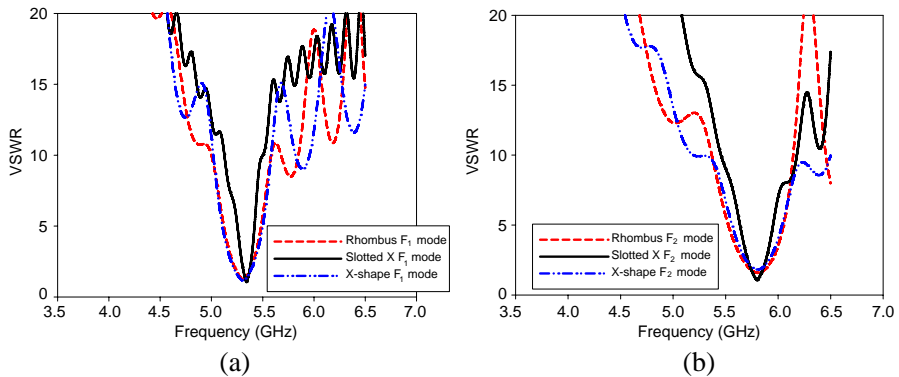 20
15
10
5
0
VSWR
3.5 4.0 4.5 5.0 5.5 6.0 6.5 7.0
Frequency (GHz)
Rhombus F1 mode
Slotted X F1 mode
X-shape F1 mode
(a)
20
15
10
5
0
VSWR
3.5 4.0 4.5 5.0 5.5 6.0 6.5 7.0
Frequency (GHz)
Rhombus F2 mode
Slotted X F2 mode
X-shape F2 mode
(b)